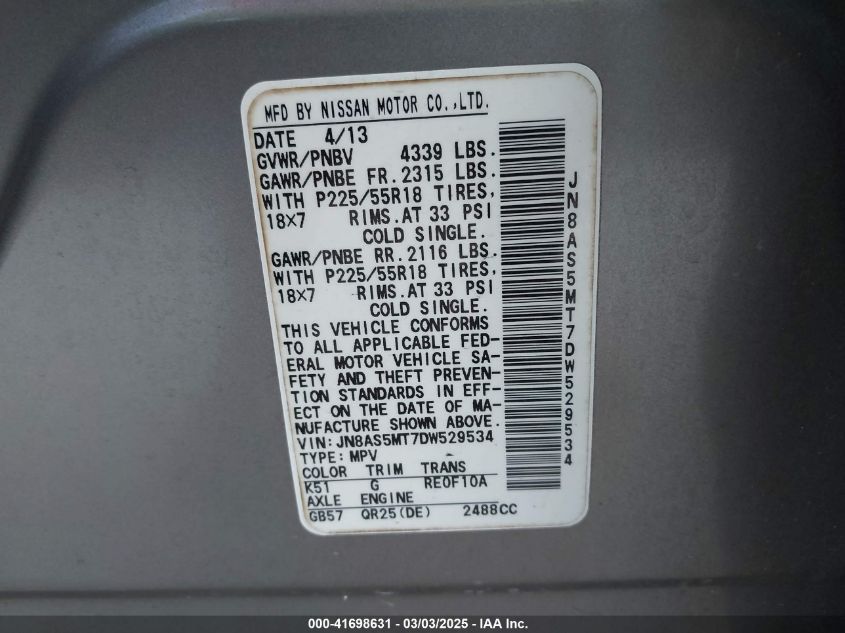 MFD BY NISSAN MOTOR CO.,LTD.
DATE 4/13
GVWR/PNBV 4339 LBS.
GAWR/PNBE FR. 2315 LBS.
WITH P225/55R18 TIRES,
18X7 RIMS.AT 33 PSI
COLD SINGLE.
GAWR/PNBE RR. 2116 LBS.
WITH P225/55R18 TIRES,
18X7 RIMS.AT 33 PSI
COLD SINGLE.
THIS VEHICLE CONFORMS
TO ALL APPLICABLE FED-
ERAL MOTOR VEHICLE SA-
FETY AND THEFT PREVEN-
TION STANDARDS IN EFF-
ECT ON THE DATE OF MA-
NUFACTURE SHOWN ABOVE.
VIN:JN8AS5MT7DW529534
TYPE:MPV
COLOR TRIM TRANS
K51 G RE0F10A
AXLE ENGINE
GB57 QR25(DE) 2488CC
JN8AS5MT7DW529534
000-41698631 - 03/03/2025 - IAA Inc.